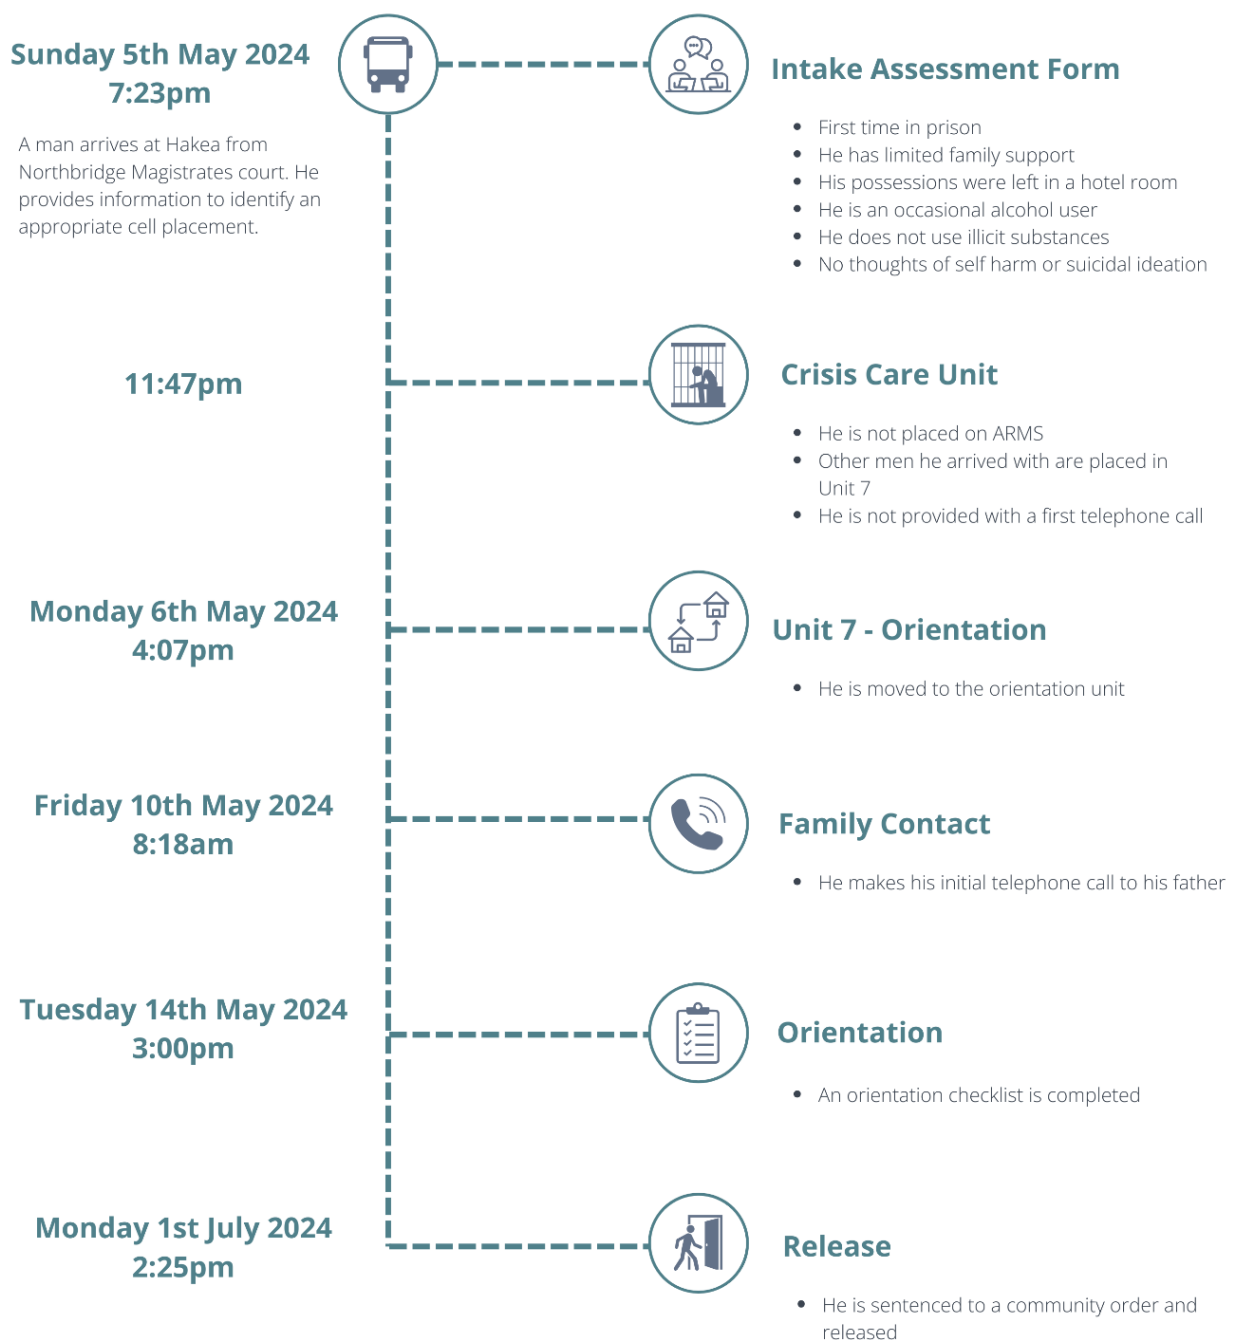 Sunday 5th May 2024
7:23pm
A man arrives at Hakea from
Northbridge Magistrates court. He
provides information to identify an
appropriate cell placement.
Intake Assessment Form
• First time in prison
• He has limited family support
• His possessions were left in a hotel room
• He is an occasional alcohol user
• He does not use illicit substances
• No thoughts of self harm or suicidal ideation
11:47pm
Crisis Care Unit
• He is not placed on ARMS
• Other men he arrived with are placed in
Unit 7
• He is not provided with a first telephone call
Monday 6th May 2024
4:07pm
Unit 7 - Orientation
• He is moved to the orientation unit
Friday 10th May 2024
8:18am
Family Contact
• He makes his initial telephone call to his father
Tuesday 14th May 2024
3:00pm
Orientation
• An orientation checklist is completed
Monday 1st July 2024
2:25pm
Release
• He is sentenced to a community order and
released